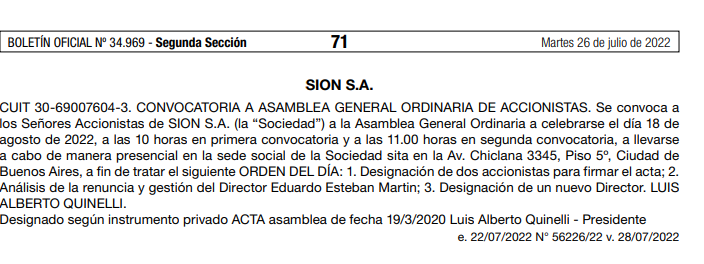 BOLETÍN OFICIAL Nº 34.969 - Segunda Sección 71 Martes 26 de julio de 2022
SION S.A.
CUIT 30-69007604-3. CONVOCATORIA A ASAMBLEA GENERAL ORDINARIA DE ACCIONISTAS. Se convoca a
los Señores Accionistas de SION S.A. (la “Sociedad”) a la Asamblea General Ordinaria a celebrarse el día 18 de
agosto de 2022, a las 10 horas en primera convocatoria y a las 11.00 horas en segunda convocatoria, a llevarse
a cabo de manera presencial en la sede social de la Sociedad sita en la Av. Chiclana 3345, Piso 5º, Ciudad de
Buenos Aires, a fin de tratar el siguiente ORDEN DEL DÍA: 1. Designación de dos accionistas para firmar el acta; 2.
Análisis de la renuncia y gestión del Director Eduardo Esteban Martin; 3. Designación de un nuevo Director. LUIS
ALBERTO QUINELLI.
Designado según instrumento privado ACTA asamblea de fecha 19/3/2020 Luis Alberto Quinelli - Presidente
e. 22/07/2022 N° 56226/22 v. 28/07/2022